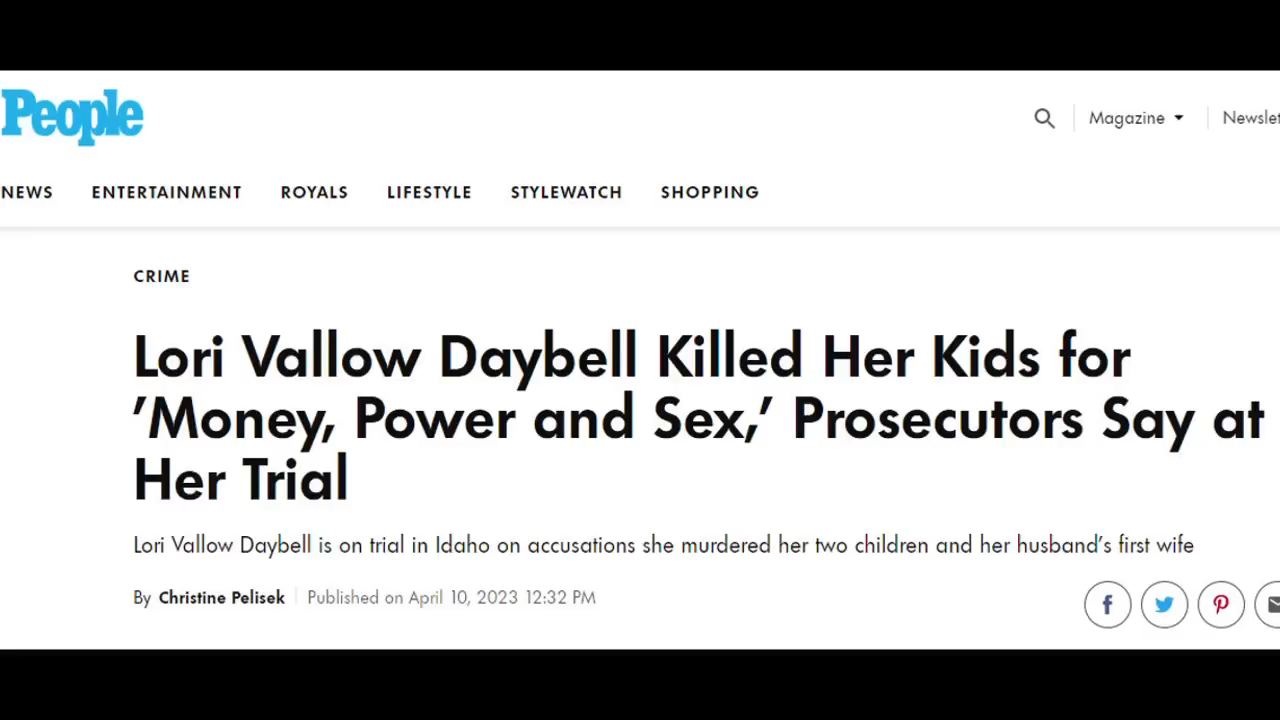 People
Magazine
Newslet
NEWS ENTERTAINMENT ROYALS LIFESTYLE STYLEWATCH SHOPPING
CRIME
Lori Vallow Daybell Killed Her Kids for
’Money, Power and Sex,’ Prosecutors Say at
Her Trial
Lori Vallow Daybell is on trial in Idaho on accusations she murdered her two children and her husband’s first wife
By Christine Pelisek Published on April 10, 2023 12:32 PM